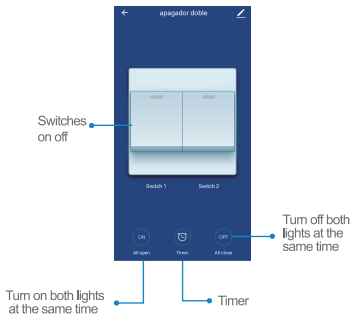 apagador doble
Switches
on off
Switch 1 Switch 2
ON OFF
All open Timer All close
Turn off both
lights at the
same time
Turn on both lights
at the same time
Timer